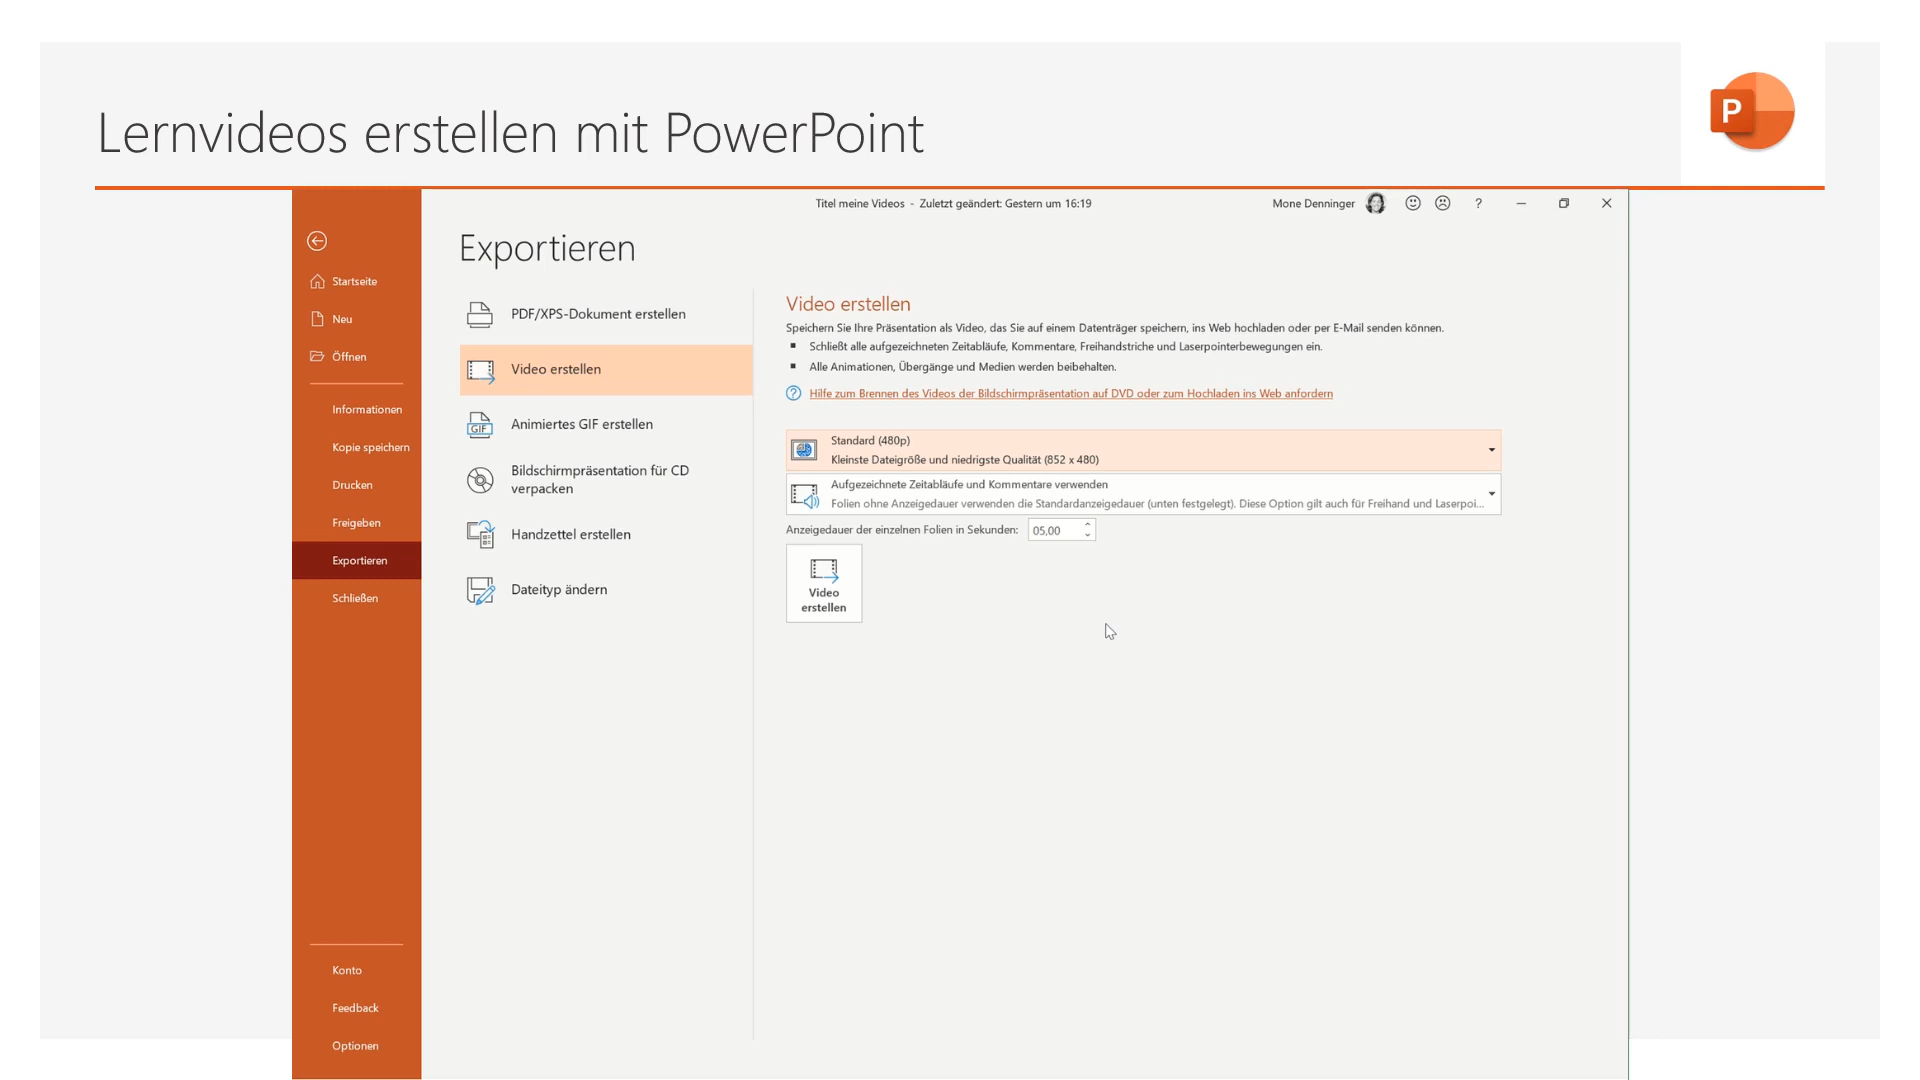 Lernvideos erstellen mit PowerPoint
P
Titel meine Videos - Zuletzt geändert: Gestern um 16:19
Mone Denninger
?
Startseite
Neu
Öffnen
Informationen
Kopie speichern
Drucken
Freigeben
Exportieren
Schließen
Konto
Feedback
Optionen
Exportieren
PDF/XPS-Dokument erstellen
Video erstellen
GIF
Animiertes GIF erstellen
Bildschirmpräsentation für CD
verpacken
Handzettel erstellen
Dateityp ändern
Video erstellen
Speichern Sie Ihre Präsentation als Video, das Sie auf einem Datenträger speichern, ins Web hochladen oder per E-Mail senden können.
▪ Schließt alle aufgezeichneten Zeitabläufe, Kommentare, Freihandstriche und Laserpointerbewegungen ein.
▪ Alle Animationen, Übergänge und Medien werden beibehalten.
? Hilfe zum Brennen des Videos der Bildschirmpräsentation auf DVD oder zum Hochladen ins Web anfordern
Standard (480p)
Kleinste Dateigröße und niedrigste Qualität (852 x 480)
Aufgezeichnete Zeitabläufe und Kommentare verwenden
Folien ohne Anzeigedauer verwenden die Standardanzeigedauer (unten festgelegt). Diese Option gilt auch für Freihand und Laserpoi...
Anzeigedauer der einzelnen Folien in Sekunden: 05,00
Video
erstellen